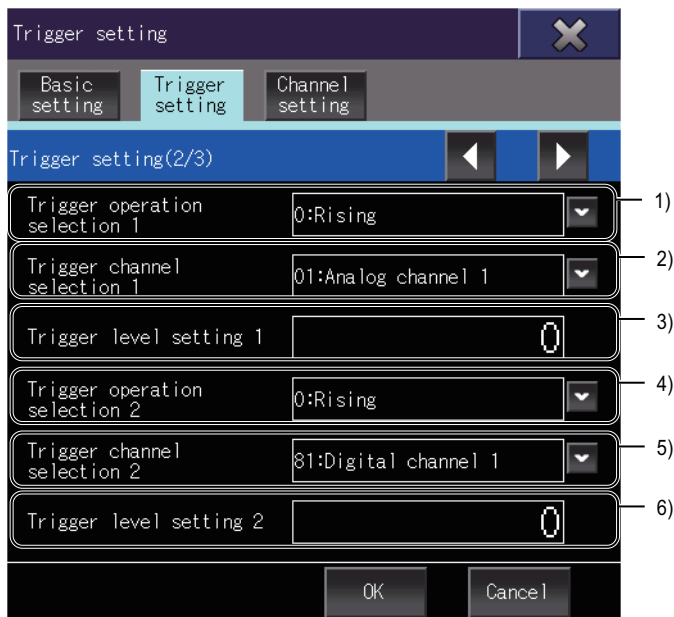 Trigger setting
Basic
setting
Trigger
setting
Channel
setting
Trigger setting(2/3)
Trigger operation
selection 1
0:Rising
1)
Trigger channel
selection 1
01:Analog channel 1
2)
Trigger level setting 1
0
3)
Trigger operation
selection 2
0:Rising
4)
Trigger channel
selection 2
81:Digital channel 1
5)
Trigger level setting 2
0
6)
OK
Cancel